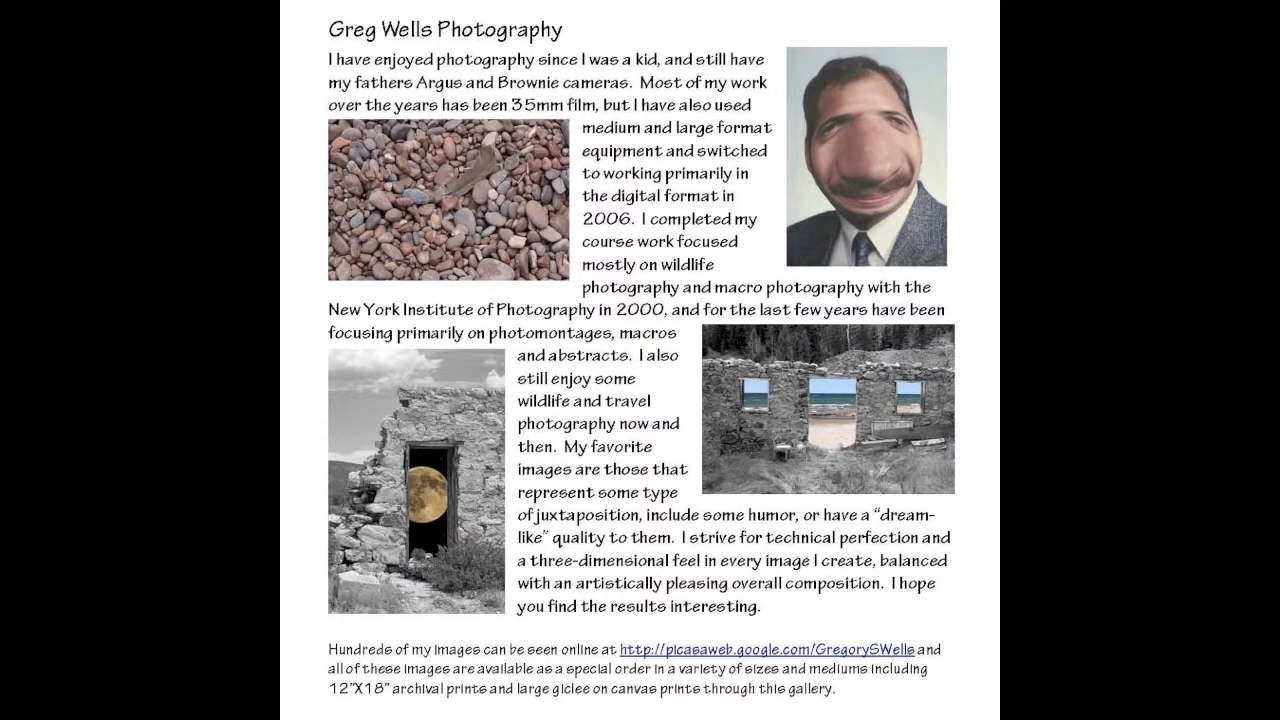 Greg Wells Photography
I have enjoyed photography since I was a kid, and still have
my fathers Argus and Brownie cameras. Most of my work
over the years has been 35mm film, but I have also used
medium and large format
equipment and switched
to working primarily in
the digital format in
2006. I completed my
course work focused
mostly on wildlife
photography and macro photography with the
New York Institute of Photography in 2000, and for the last few years have been
focusing primarily on photomontages, macros
and abstracts. I also
still enjoy some
wildlife and travel
photography now and
then. My favorite
images are those that
represent some type
of juxtaposition, include some humor, or have a “dream-
like” quality to them. I strive for technical perfection and
a three-dimensional feel in every image I create, balanced
with an artistically pleasing overall composition. I hope
you find the results interesting.
Hundreds of my images can be seen online at http://picasaweb.google.com/GregorySWells and
all of these images are available as a special order in a variety of sizes and mediums including
12”X18” archival prints and large giclee on canvas prints through this gallery.